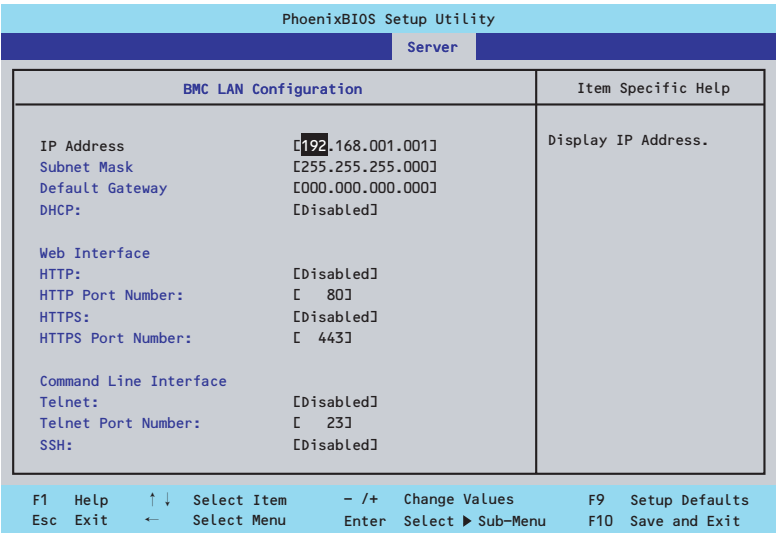 PhoenixBIOS Setup Utility
Server
BMC LAN Configuration
Item Specific Help
IP Address [192.168.001.001]
Display IP Address.
Subnet Mask [255.255.255.000]
Default Gateway [000.000.000.000]
DHCP: [Disabled]
Web Interface
HTTP: [Disabled]
HTTP Port Number: [ 80]
HTTPS: [Disabled]
HTTPS Port Number: [ 443]
Command Line Interface
Telnet: [Disabled]
Telnet Port Number: [ 23]
SSH: [Disabled]
F1 Help ↑↓ Select Item - /+ Change Values F9 Setup Defaults
Esc Exit ← Select Menu Enter Select ▶ Sub-Menu F10 Save and Exit